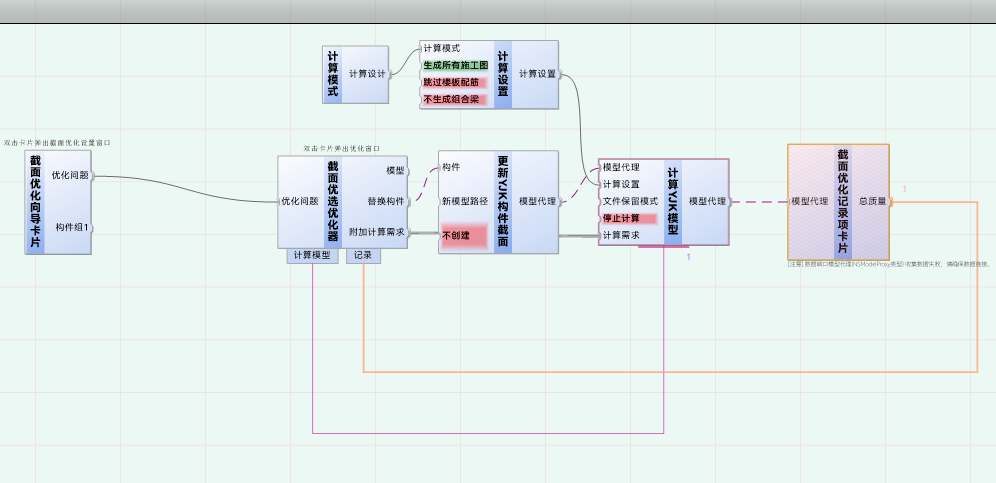 计算模式
计算设计
计算模式
生成所有施工图
跳过楼板配筋
不生成组合梁
计算设置
计算设置
双击卡片弹出截面优化设置窗口
截面优化向导卡片
优化问题
构件组1
双击卡片弹出优化窗口
优化问题
截面优选优化器
模型
替换构件
附加计算需求
计算模型
记录
构件
新模型路径
不创建
更新YJK构件截面
模型代理
模型代理
计算设置
文件保留模式
停止计算
计算需求
计算YJK模型
模型代理
1
模型代理
截面优化记录项卡片
总质量
1
[注意] 数据端口模型代理(NSModelProxy类型)收集数据失败，请确保数据连接。